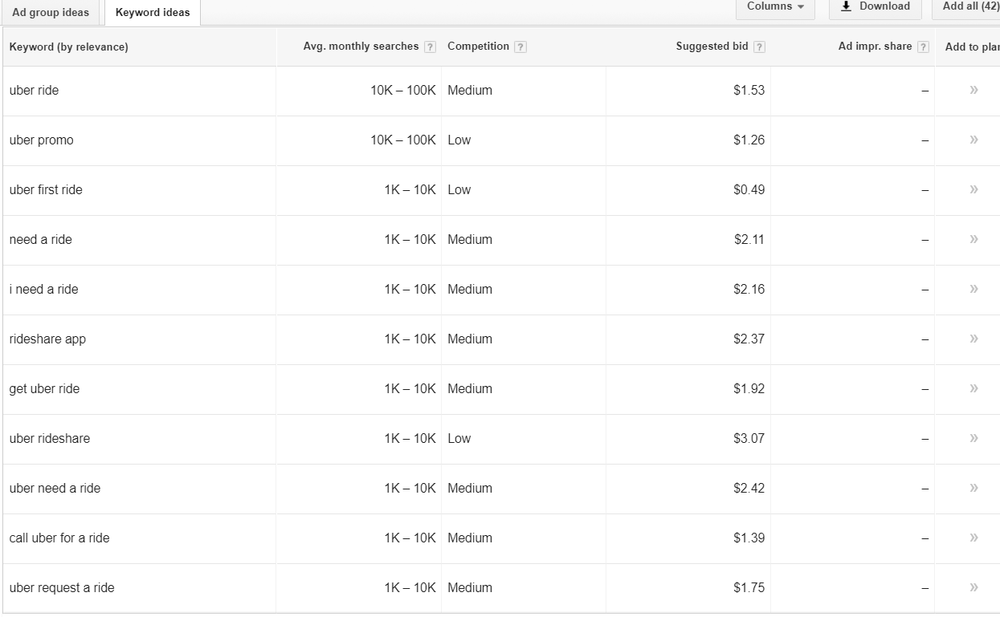 Ad group ideas Keyword ideas Columns Download Add all (42)
Keyword (by relevance) Avg. monthly searches ? Competition ? Suggested bid ? Ad impr. share ? Add to plan
uber ride 10K – 100K Medium $1.53 – »
uber promo 10K – 100K Low $1.26 – »
uber first ride 1K – 10K Low $0.49 – »
need a ride 1K – 10K Medium $2.11 – »
i need a ride 1K – 10K Medium $2.16 – »
rideshare app 1K – 10K Medium $2.37 – »
get uber ride 1K – 10K Medium $1.92 – »
uber rideshare 1K – 10K Low $3.07 – »
uber need a ride 1K – 10K Medium $2.42 – »
call uber for a ride 1K – 10K Medium $1.39 – »
uber request a ride 1K – 10K Medium $1.75 – »